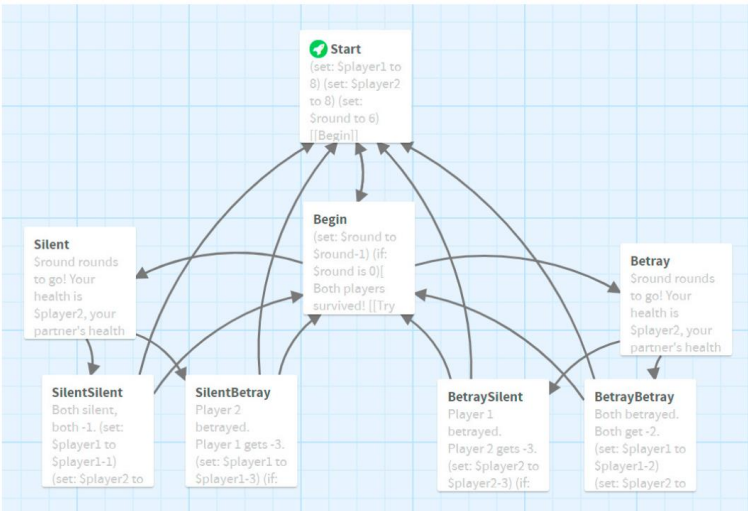 Start
(set: $player1 to
8) (set: $player2
to 8) (set:
$round to 6)
[[Begin]]
Begin
(set: $round to
$round-1) (if:
$round is 0)[
Both players
survived! [[Try
Silent
$round rounds
to go! Your
health is
$player2, your
partner's health
Betray
$round rounds
to go! Your
health is
$player2, your
partner's health
SilentSilent
Both silent,
both -1. (set:
$player1 to
$player1-1)
(set: $player2 to
SilentBetray
Player 2
betrayed.
Player 1 gets -3.
(set: $player1 to
$player1-3) (if:
BetraySilent
Player 1
betrayed.
Player 2 gets -3.
(set: $player2 to
$player2-3) (if:
BetrayBetray
Both betrayed.
Both get -2.
(set: $player1 to
$player1-2)
(set: $player2 to